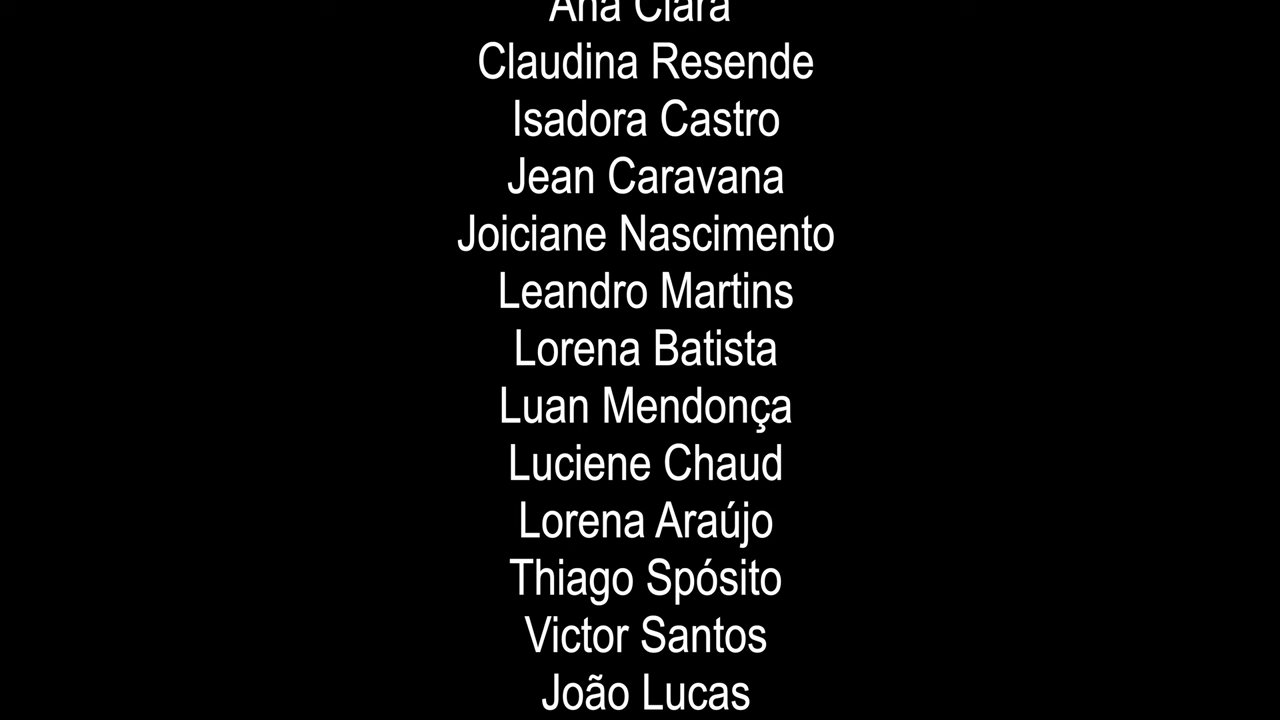 Ana Clara
Claudina Resende
Isadora Castro
Jean Caravana
Joiciane Nascimento
Leandro Martins
Lorena Batista
Luan Mendonça
Luciene Chaud
Lorena Araújo
Thiago Spósito
Victor Santos
João Lucas